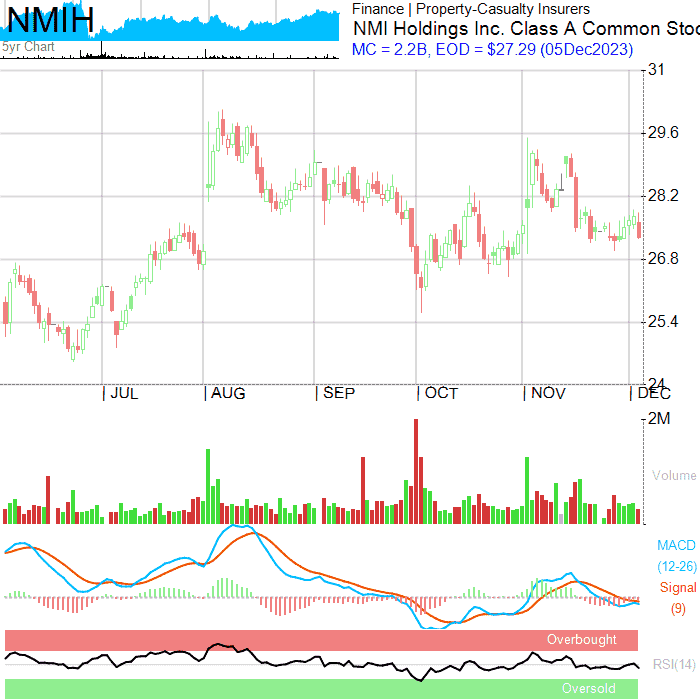 NMIH
5yr Chart
Finance | Property-Casualty Insurers
NMI Holdings Inc. Class A Common Stoc
MC = 2.2B, EOD = $27.29 (05Dec2023)
31
29.6
28.2
26.8
25.4
24
| JUL | AUG | SEP | OCT | NOV | DEC
2M
Volume
MACD
(12-26)
Signal
(9)
Overbought
RSI(14)
Oversold